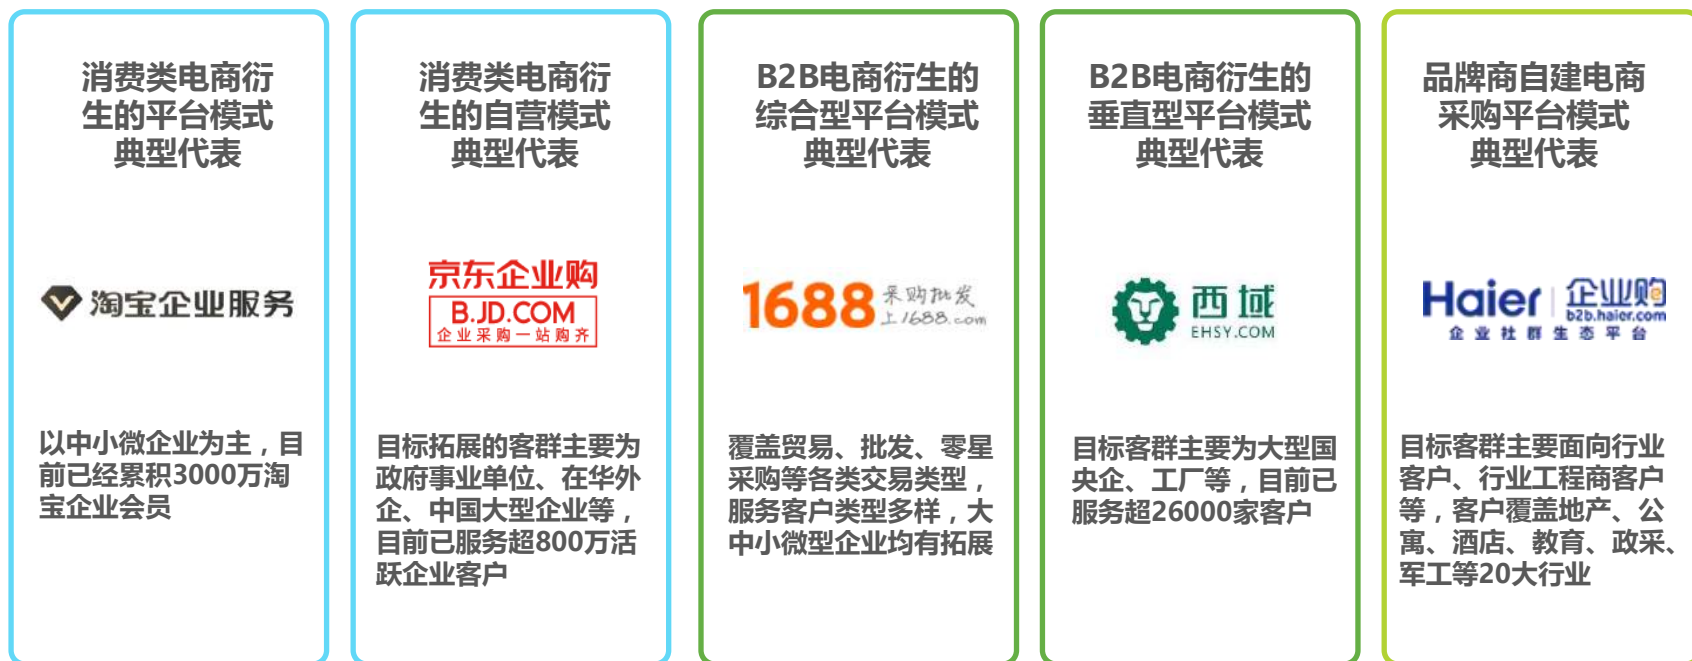 消费类电商衍
生的平台模式
典型代表
淘宝企业服务
以中小微企业为主，目
前已经累积3000万淘
宝企业会员
消费类电商衍
生的自营模式
典型代表
京东企业购
B.JD.COM
企业采购一站购齐
目标拓展的客群主要为
政府事业单位、在华外
企、中国大型企业等，
目前已服务超800万活
跃企业客户
B2B电商衍生的
综合型平台模式
典型代表
1688
采购批发
上1688.com
覆盖贸易、批发、零星
采购等各类交易类型，
服务客户类型多样，大
中小微型企业均有拓展
B2B电商衍生的
垂直型平台模式
典型代表
西域
EHSY.COM
目标客群主要为大型国
央企、工厂等，目前已
服务超26000家客户
品牌商自建电商
采购平台模式
典型代表
Haier
企业购
b2b.haier.com
企业社群生态平台
目标客群主要面向行业
客户、行业工程商客户
等，客户覆盖地产、公
寓、酒店、教育、政采、
军工等20大行业